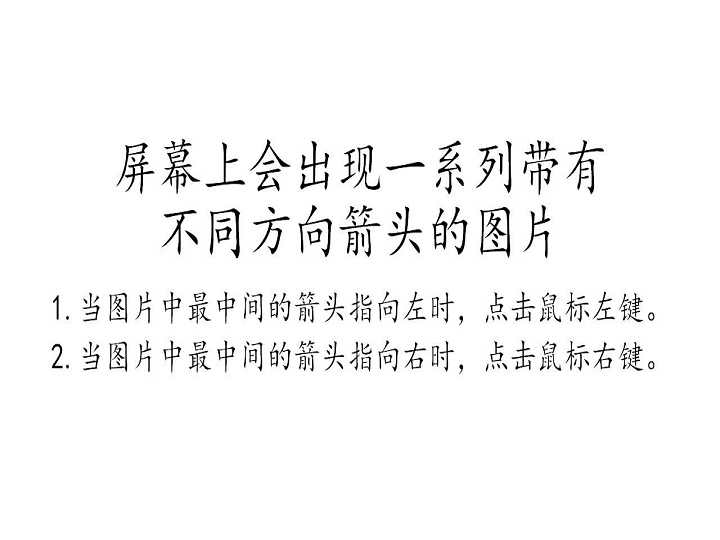 屏幕上会出现一系列带有
不同方向箭头的图片
1.当图片中最中间的箭头指向左时，点击鼠标左键。
2.当图片中最中间的箭头指向右时，点击鼠标右键。